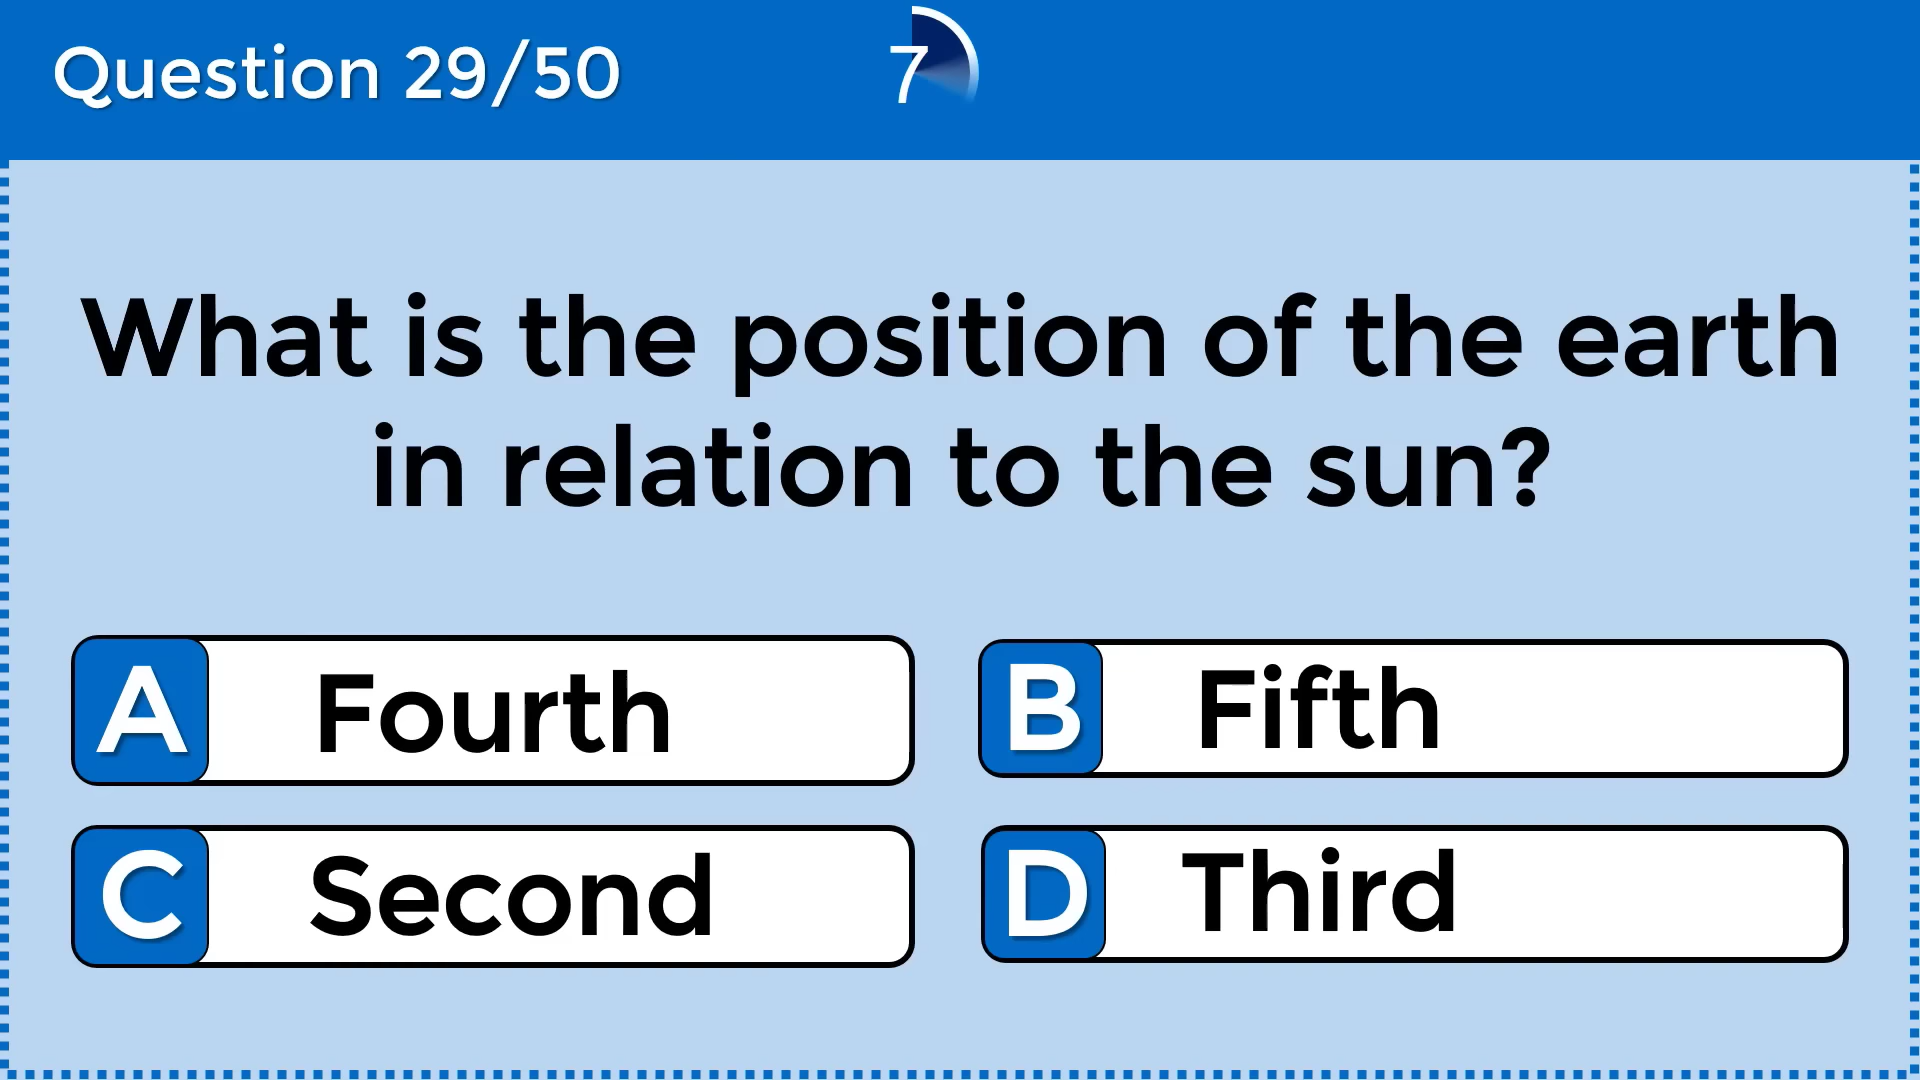 Question 29/50
7
What is the position of the earth
in relation to the sun?
A Fourth
B Fifth
C Second
D Third